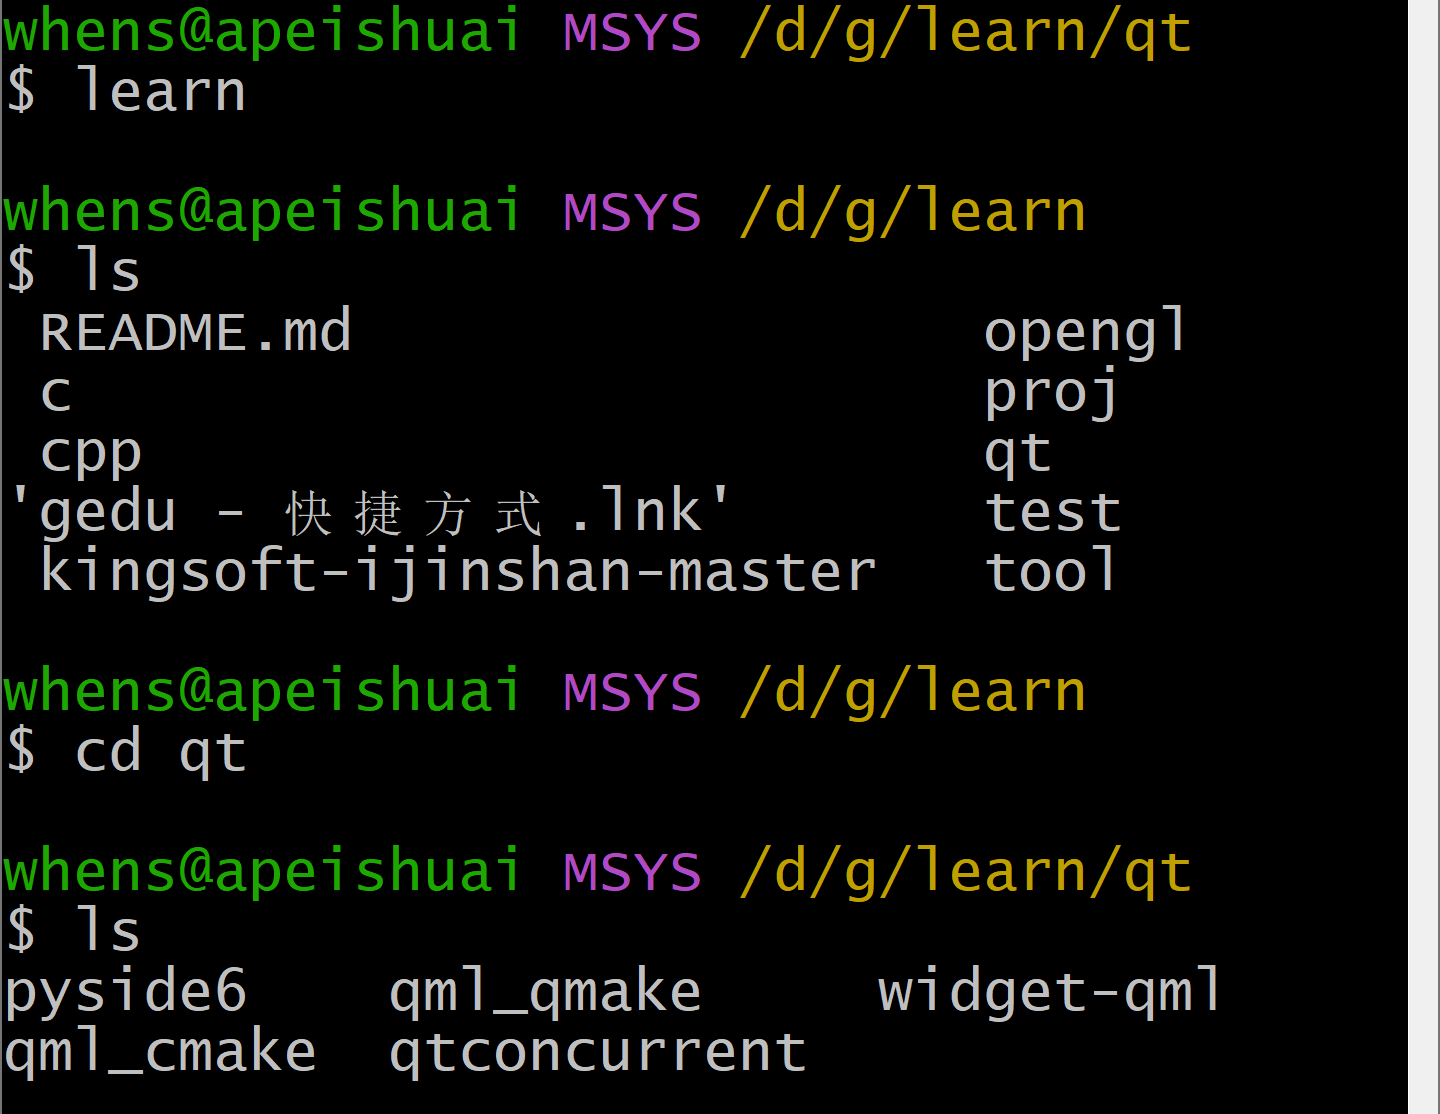 whens@apeishuai MSYS /d/g/learn/qt
$ learn
whens@apeishuai MSYS /d/g/learn
$ ls
README.md opengl
c proj
cpp qt
'gedu - 快捷方式.lnk' test
kingsoft-ijinshan-master tool
whens@apeishuai MSYS /d/g/learn
$ cd qt
whens@apeishuai MSYS /d/g/learn/qt
$ ls
pyside6 qml_qmake widget-qml
qml_cmake qtconcurrent